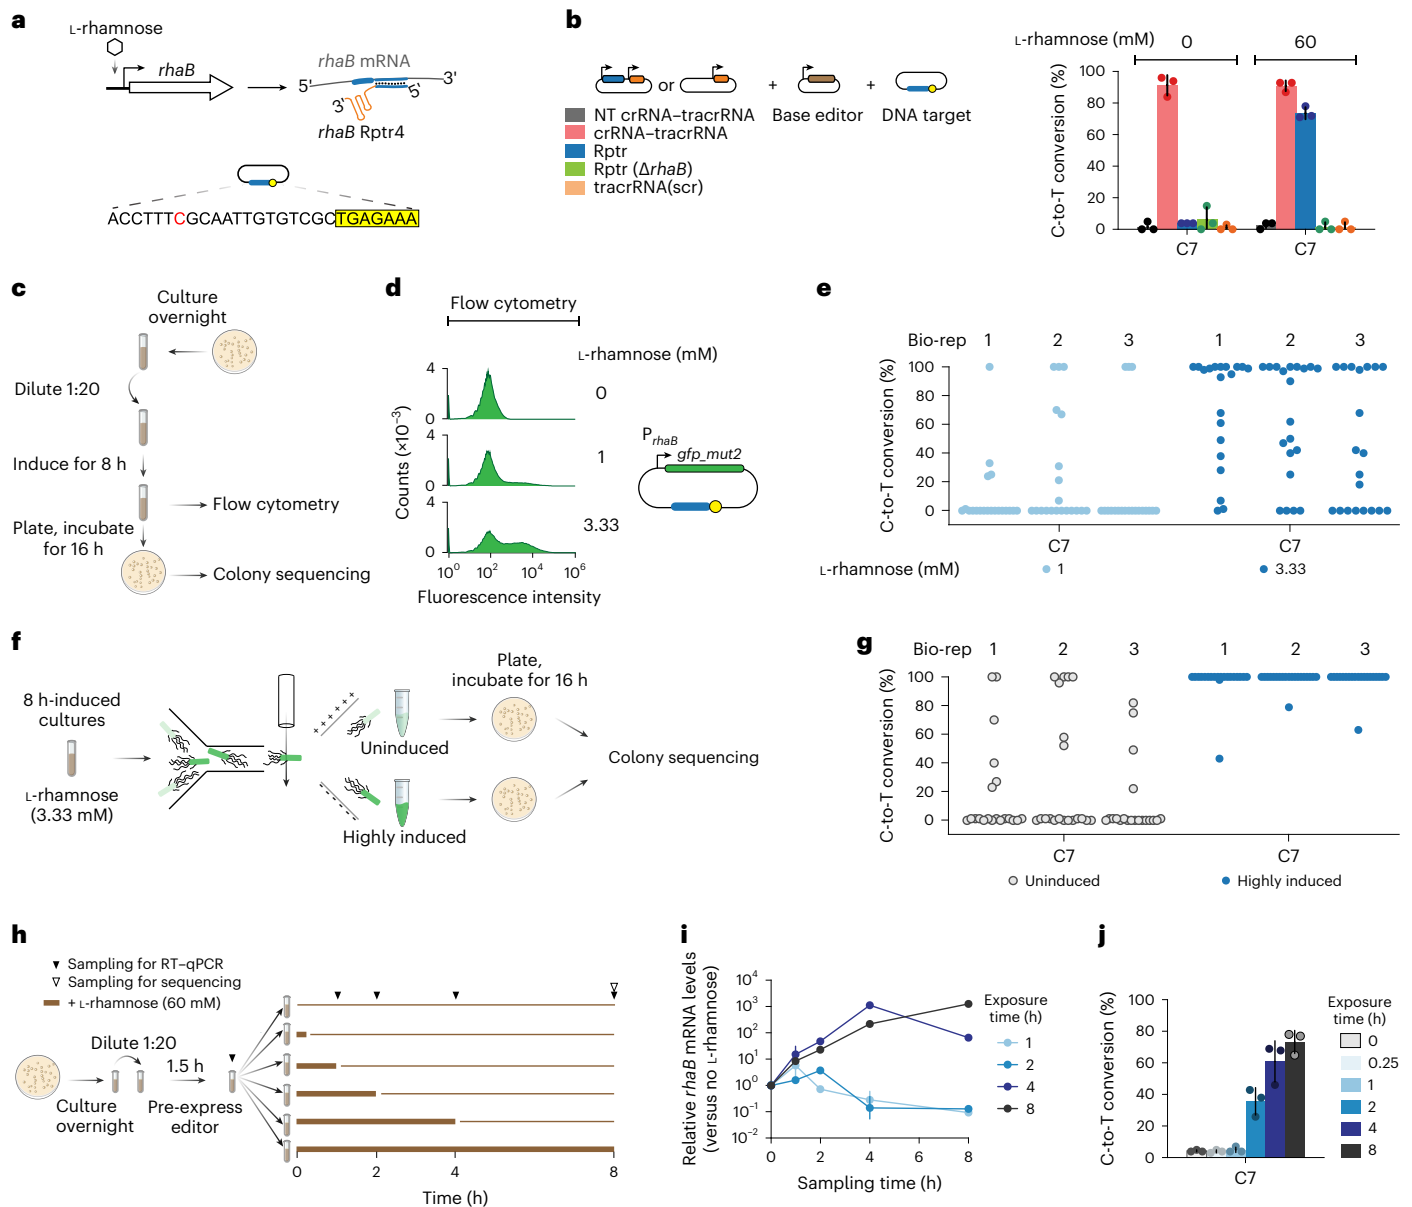 a
L-rhamnose
rhaB
rhaB mRNA
5'
3'
3'
5'
rhaB Rptr4
ACCTTTCGCAATTGTGTCGCTGAGAAA
b
or
+
+
NT crRNA–tracrRNA
crRNA–tracrRNA
Rptr
Rptr (ΔrhaB)
tracrRNA(scr)
Base editor
DNA target
L-rhamnose (mM)
0
60
C-to-T conversion (%)
100
80
60
40
20
0
C7
C7
c
Culture
overnight
Dilute 1:20
Induce for 8 h
Flow cytometry
Plate, incubate
for 16 h
Colony sequencing
d
Flow cytometry
L-rhamnose (mM)
0
1
3.33
Counts (×10⁻³)
4
0
4
0
4
0
10⁰ 10² 10⁴ 10⁶
Fluorescence intensity
PrhaB
gfp_mut2
e
Bio-rep 1 2 3 1 2 3
C-to-T conversion (%)
100
80
60
40
20
0
C7
C7
L-rhamnose (mM)
1
3.33
f
8 h-induced
cultures
L-rhamnose
(3.33 mM)
Uninduced
Highly induced
Plate,
incubate for 16 h
Colony sequencing
g
Bio-rep 1 2 3 1 2 3
C-to-T conversion (%)
100
80
60
40
20
0
C7
C7
Uninduced
Highly induced
h
Sampling for RT–qPCR
Sampling for sequencing
+ L-rhamnose (60 mM)
Dilute 1:20
1.5 h
Culture
overnight
Pre-express
editor
0 2 4 8
Time (h)
i
Relative rhaB mRNA levels
(versus no L-rhamnose)
10⁴
10³
10²
10¹
10⁰
10⁻¹
10⁻²
0 2 4 6 8
Sampling time (h)
Exposure
time (h)
1
2
4
8
j
C-to-T conversion (%)
100
80
60
40
20
0
C7
Exposure
time (h)
0
0.25
1
2
4
8